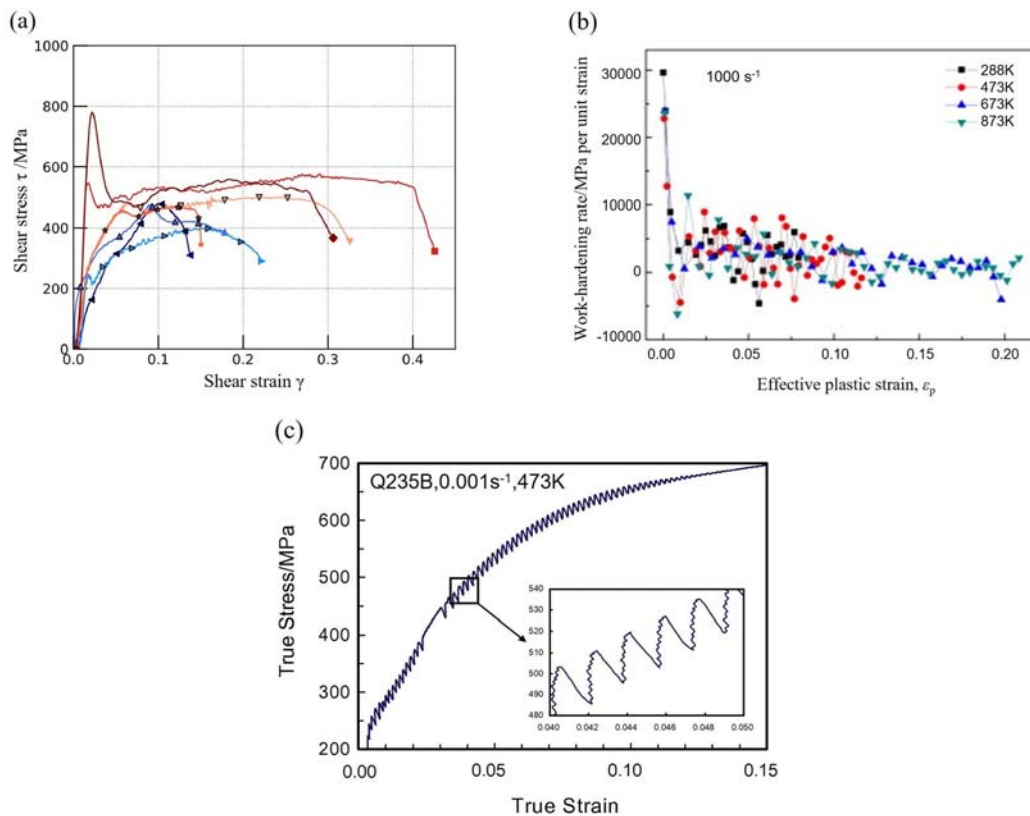 (a)
1000
800
600
400
200
0
0.0 0.1 0.2 0.3 0.4
Shear stress τ /MPa
Shear strain γ
(b)
1000 s⁻¹
288K
473K
673K
873K
30000
20000
10000
0
-10000
0.00 0.05 0.10 0.15 0.20
Work-hardening rate/MPa per unit strain
Effective plastic strain, εp
(c)
Q235B,0.001s⁻¹,473K
700
600
500
400
300
200
0.00 0.05 0.10 0.15
True Stress/MPa
True Strain
540
530
520
510
500
490
480
0.040 0.042 0.044 0.046 0.048 0.050